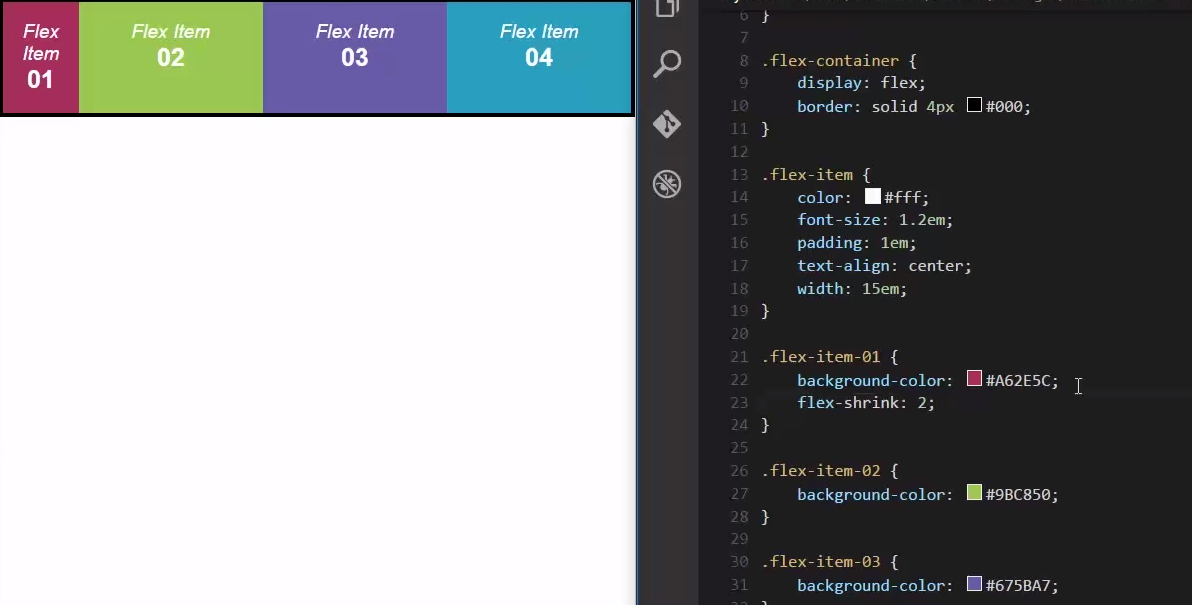 Flex
Item
01
Flex Item
02
Flex Item
03
Flex Item
04
6 }
7
8 .flex-container {
9 display: flex;
10 border: solid 4px #000;
11 }
12
13 .flex-item {
14 color: #fff;
15 font-size: 1.2em;
16 padding: 1em;
17 text-align: center;
18 width: 15em;
19 }
20
21 .flex-item-01 {
22 background-color: #A62E5C;
23 flex-shrink: 2;
24 }
25
26 .flex-item-02 {
27 background-color: #9BC850;
28 }
29
30 .flex-item-03 {
31 background-color: #675BA7;